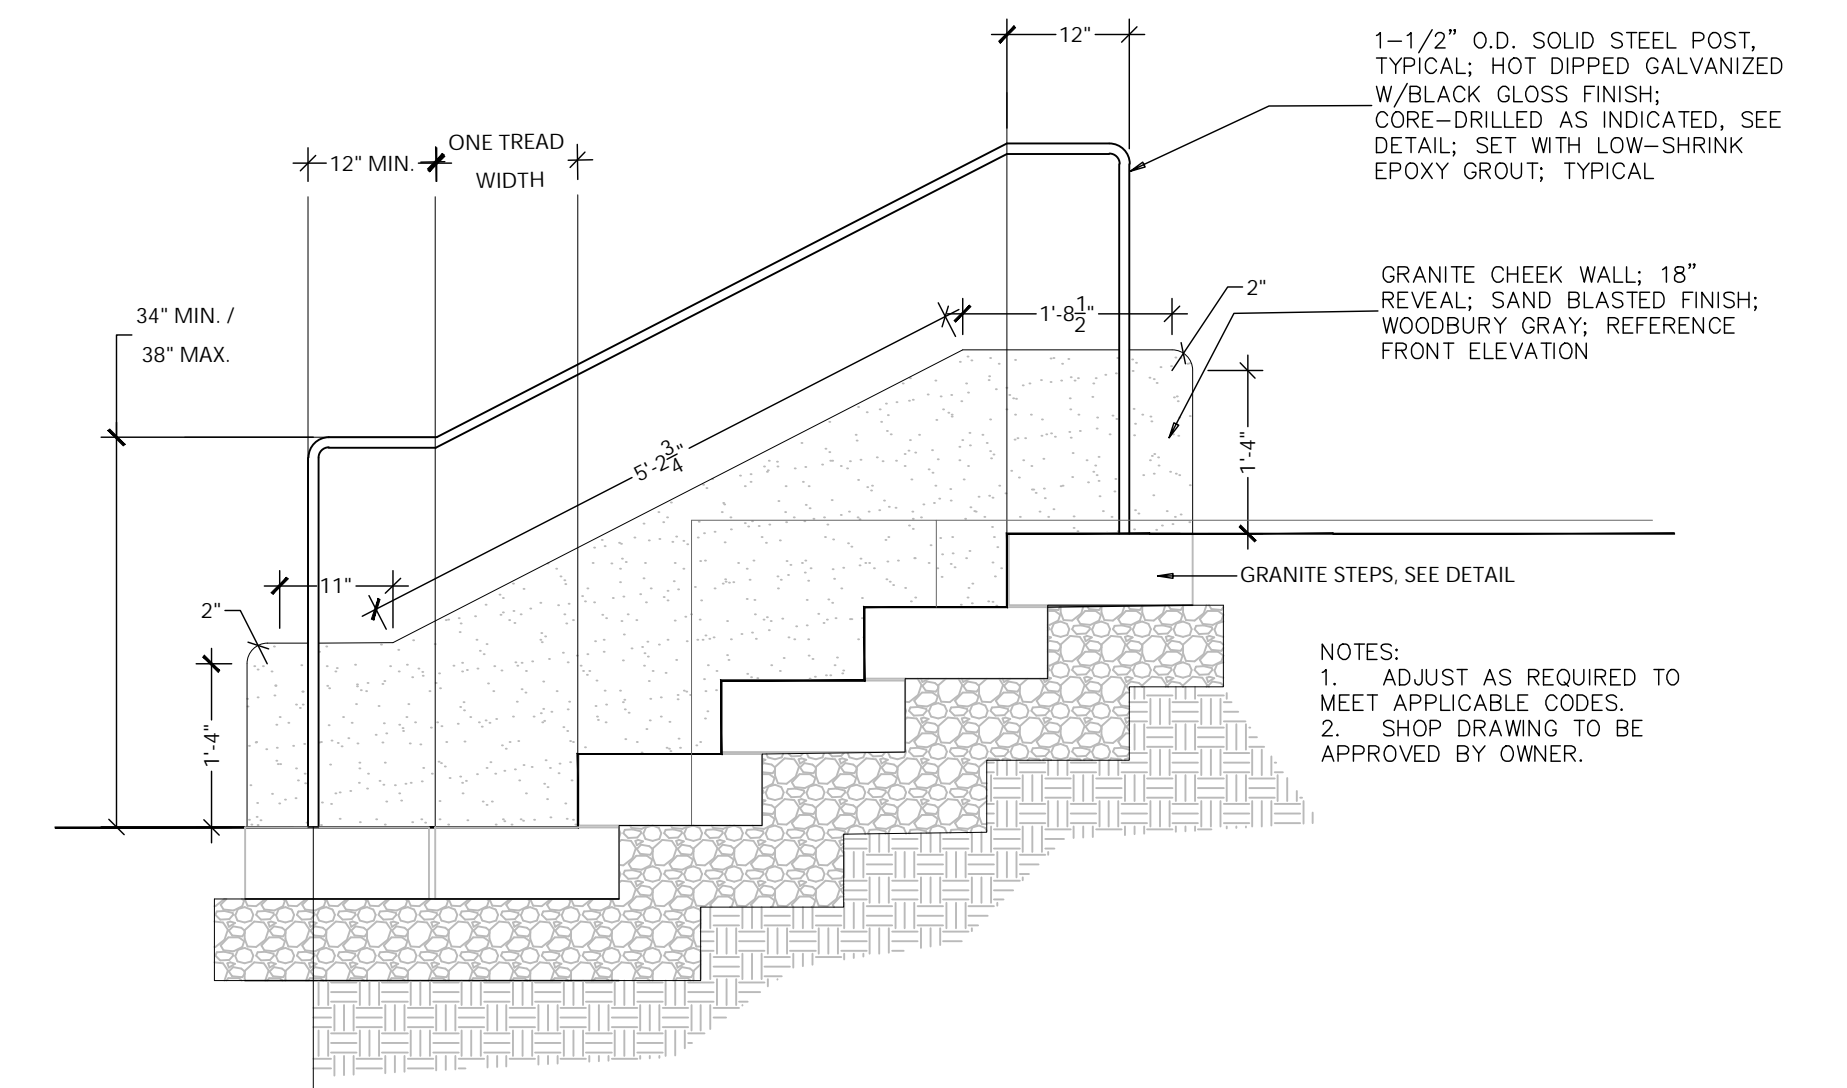 12"
1-1/2” O.D. SOLID STEEL POST,
TYPICAL; HOT DIPPED GALVANIZED
W/BLACK GLOSS FINISH;
CORE-DRILLED AS INDICATED, SEE
DETAIL; SET WITH LOW-SHRINK
EPOXY GROUT; TYPICAL
12" MIN.
ONE TREAD
WIDTH
34" MIN. /
38" MAX.
1'-8 1/2"
2"
GRANITE CHEEK WALL; 18”
REVEAL; SAND BLASTED FINISH;
WOODBURY GRAY; REFERENCE
FRONT ELEVATION
5'-2 3/4"
1'-4"
11"
2"
1'-4"
GRANITE STEPS, SEE DETAIL
NOTES:
1. ADJUST AS REQUIRED TO
MEET APPLICABLE CODES.
2. SHOP DRAWING TO BE
APPROVED BY OWNER.